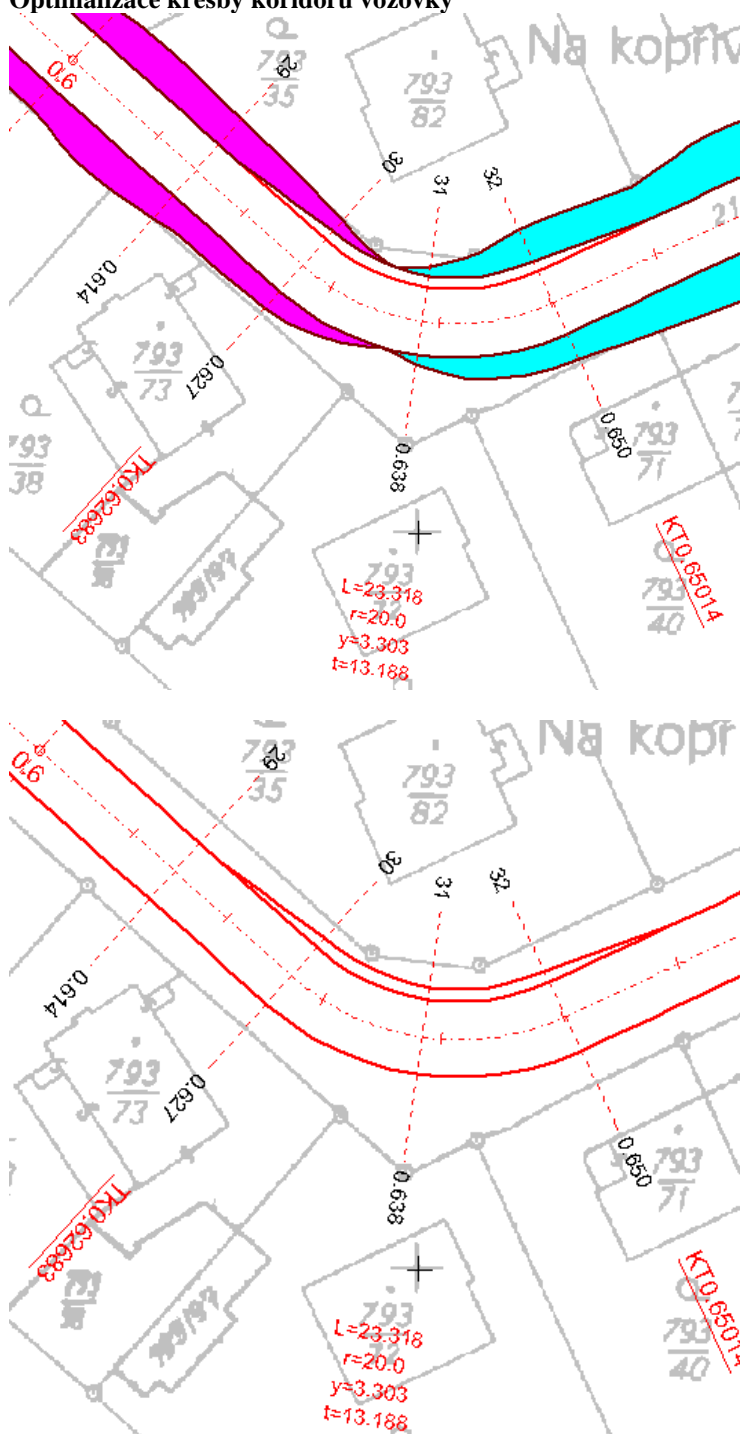 Optimalizace kresby koridoru vozovky
Na kopřiv
793
35
793
82
29
30
31
32
0.6
21
0.614
793
73
0.627
793
38
0.638
0.650
793
71
TK0.62683
KT0.65014
793
40
L=23.318
r=20.0
y=3.303
t=13.188
Na kopř
793
35
793
82
29
30
31
32
0.6
0.614
793
73
0.627
0.638
0.650
793
71
TK0.62683
KT0.65014
793
40
L=23.318
r=20.0
y=3.303
t=13.188